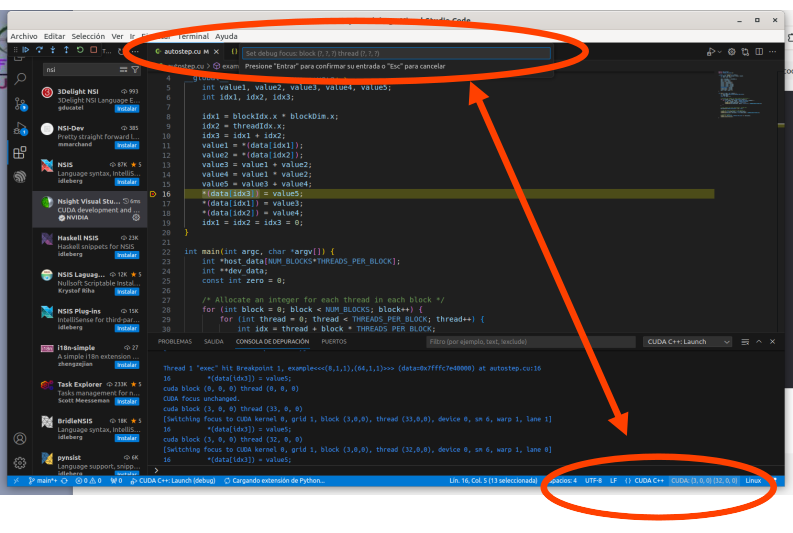 Visual Studio Code
Archivo Editar Selección Ver Ir Terminal Ayuda
autostep.cu M ×
Set debug focus: block (?, ?, ?) thread (?, ?, ?)
Presione "Entrar" para confirmar su entrada o "Esc" para cancelar
autostep.cu > exam
nsi
3Delight NSI 993
3Delight NSI Language E...
gducatel Instalar
NSI-Dev 385
Pretty straight forward l...
mmarchand Instalar
NSIS 87K ★ 5
Language syntax, IntelliS...
idleberg Instalar
Nsight Visual Stu... 6ms
CUDA development and ...
NVIDIA
Haskell NSIS 23K
Haskell snippets for NSIS
idleberg Instalar
NSIS Laguag... 12K ★ 5
Nullsoft Scriptable Instal...
Krystof Riha Instalar
NSIS Plug-ins 15K
IntelliSense for third-par...
idleberg Instalar
i18n-simple 27
A simple i18n extension ...
zhengzejian Instalar
Task Explorer 233K ★ 5
Tasks management for n...
Scott Meesseman Instalar
BridleNSIS 10K ★ 5
Language syntax, IntelliS...
idleberg Instalar
pynsist 6K
Language support, snipp...
idleberg Instalar
4
5 int value1, value2, value3, value4, value5;
6 int idx1, idx2, idx3;
7
8 idx1 = blockIdx.x * blockDim.x;
9 idx2 = threadIdx.x;
10 idx3 = idx1 + idx2;
11 value1 = *(data[idx1]);
12 value2 = *(data[idx2]);
13 value3 = value1 + value2;
14 value4 = value1 * value2;
15 value5 = value3 + value4;
16 *(data[idx3]) = value5;
17 *(data[idx1]) = value3;
18 *(data[idx2]) = value4;
19 idx1 = idx2 = idx3 = 0;
20 }
21
22 int main(int argc, char *argv[]) {
23 int *host_data[NUM_BLOCKS*THREADS_PER_BLOCK];
24 int **dev_data;
25 const int zero = 0;
26
27 /* Allocate an integer for each thread in each block */
28 for (int block = 0; block < NUM_BLOCKS; block++) {
29 for (int thread = 0; thread < THREADS_PER_BLOCK; thread++) {
30 int idx = thread + block * THREADS_PER_BLOCK;
PROBLEMAS SALIDA CONSOLA DE DEPURACIÓN PUERTOS
Filtro (por ejemplo, text, !exclude)
CUDA C++: Launch
Thread 1 "exec" hit Breakpoint 1, example<<<(8,1,1),(64,1,1)>>> (data=0x7fffc7e40000) at autostep.cu:16
16 *(data[idx3]) = value5;
cuda block (0, 0, 0) thread (0, 0, 0)
CUDA focus unchanged.
cuda block (3, 0, 0) thread (33, 0, 0)
[Switching focus to CUDA kernel 0, grid 1, block (3,0,0), thread (33,0,0), device 0, sm 6, warp 1, lane 1]
16 *(data[idx3]) = value5;
cuda block (3, 0, 0) thread (32, 0, 0)
[Switching focus to CUDA kernel 0, grid 1, block (3,0,0), thread (32,0,0), device 0, sm 6, warp 1, lane 0]
16 *(data[idx3]) = value5;
>
main*+ 0 0 0 CUDA C++: Launch (debug) Cargando extensión de Python...
Lín. 16, Col. 5 (13 seleccionada) Espacios: 4 UTF-8 LF {} CUDA C++ CUDA: (3, 0, 0) (32, 0, 0) Linux